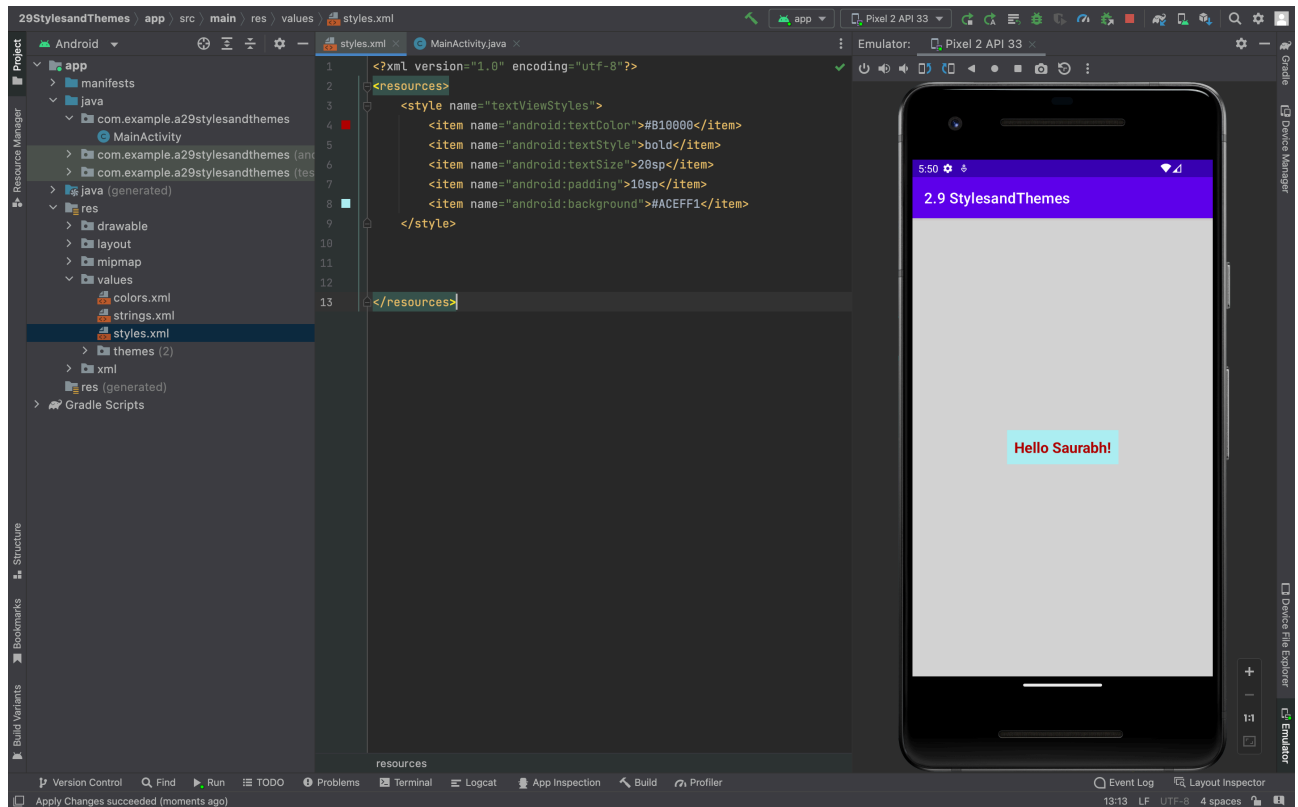 29StylesandThemes 〉 app 〉 src 〉 main 〉 res 〉 values 〉 styles.xml
app
Pixel 2 API 33
Android
styles.xml
MainActivity.java
Emulator: Pixel 2 API 33
Project
Resource Manager
Structure
Bookmarks
Build Variants
app
manifests
java
com.example.a29stylesandthemes
MainActivity
com.example.a29stylesandthemes (and
com.example.a29stylesandthemes (tes
java (generated)
res
drawable
layout
mipmap
values
colors.xml
strings.xml
styles.xml
themes (2)
xml
res (generated)
Gradle Scripts
1 <?xml version="1.0" encoding="utf-8"?>
2 <resources>
3 <style name="textViewStyles">
4 <item name="android:textColor">#B10000</item>
5 <item name="android:textStyle">bold</item>
6 <item name="android:textSize">20sp</item>
7 <item name="android:padding">10sp</item>
8 <item name="android:background">#ACEFF1</item>
9 </style>
10
11
12
13 </resources>
resources
5:50
2.9 StylesandThemes
Hello Saurabh!
1:1
Gradle
Device Manager
Device File Explorer
Emulator
Version Control Find Run TODO Problems Terminal Logcat App Inspection Build Profiler Event Log Layout Inspector
Apply Changes succeeded (moments ago) 13:13 LF UTF-8 4 spaces